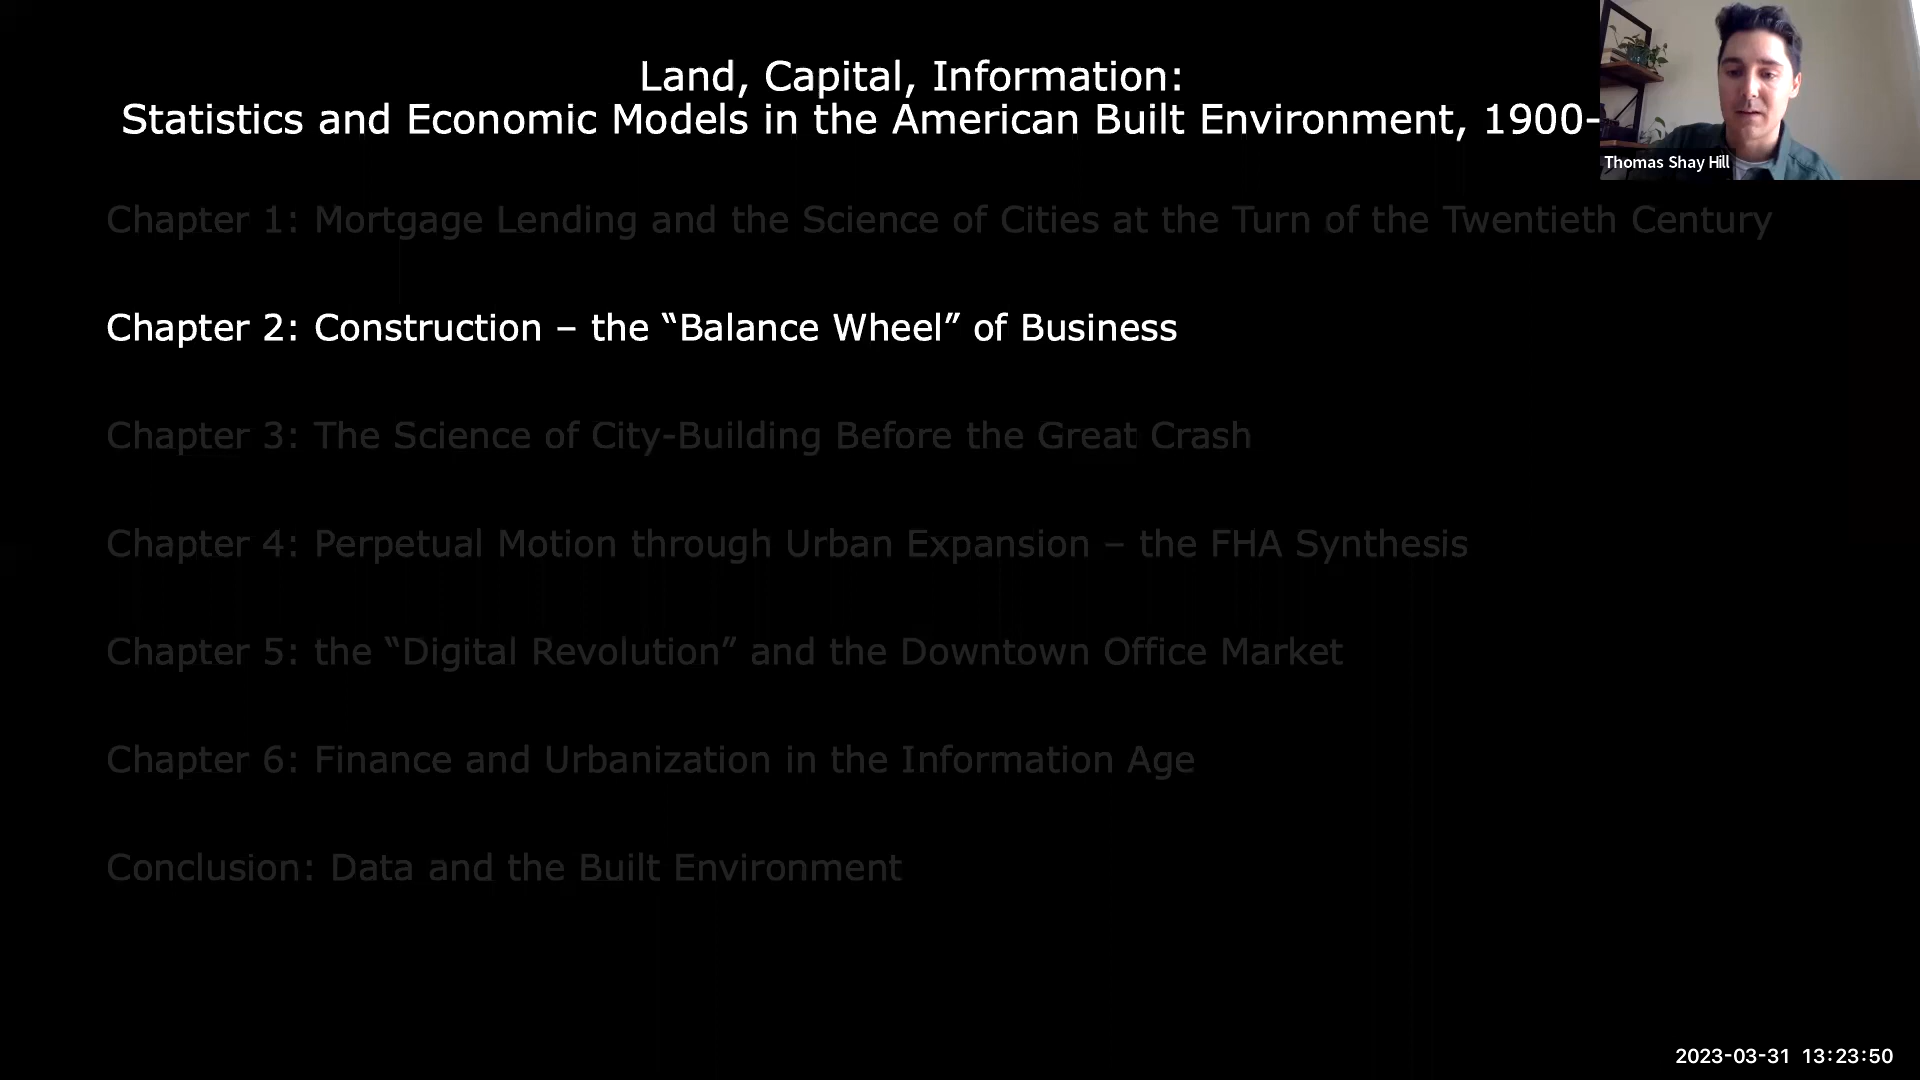 Land, Capital, Information:
Statistics and Economic Models in the American Built Environment, 1900-
Thomas Shay Hill
Chapter 1: Mortgage Lending and the Science of Cities at the Turn of the Twentieth Century
Chapter 2: Construction – the “Balance Wheel” of Business
Chapter 3: The Science of City-Building Before the Great Crash
Chapter 4: Perpetual Motion through Urban Expansion – the FHA Synthesis
Chapter 5: the “Digital Revolution” and the Downtown Office Market
Chapter 6: Finance and Urbanization in the Information Age
Conclusion: Data and the Built Environment
2023-03-31 13:23:50